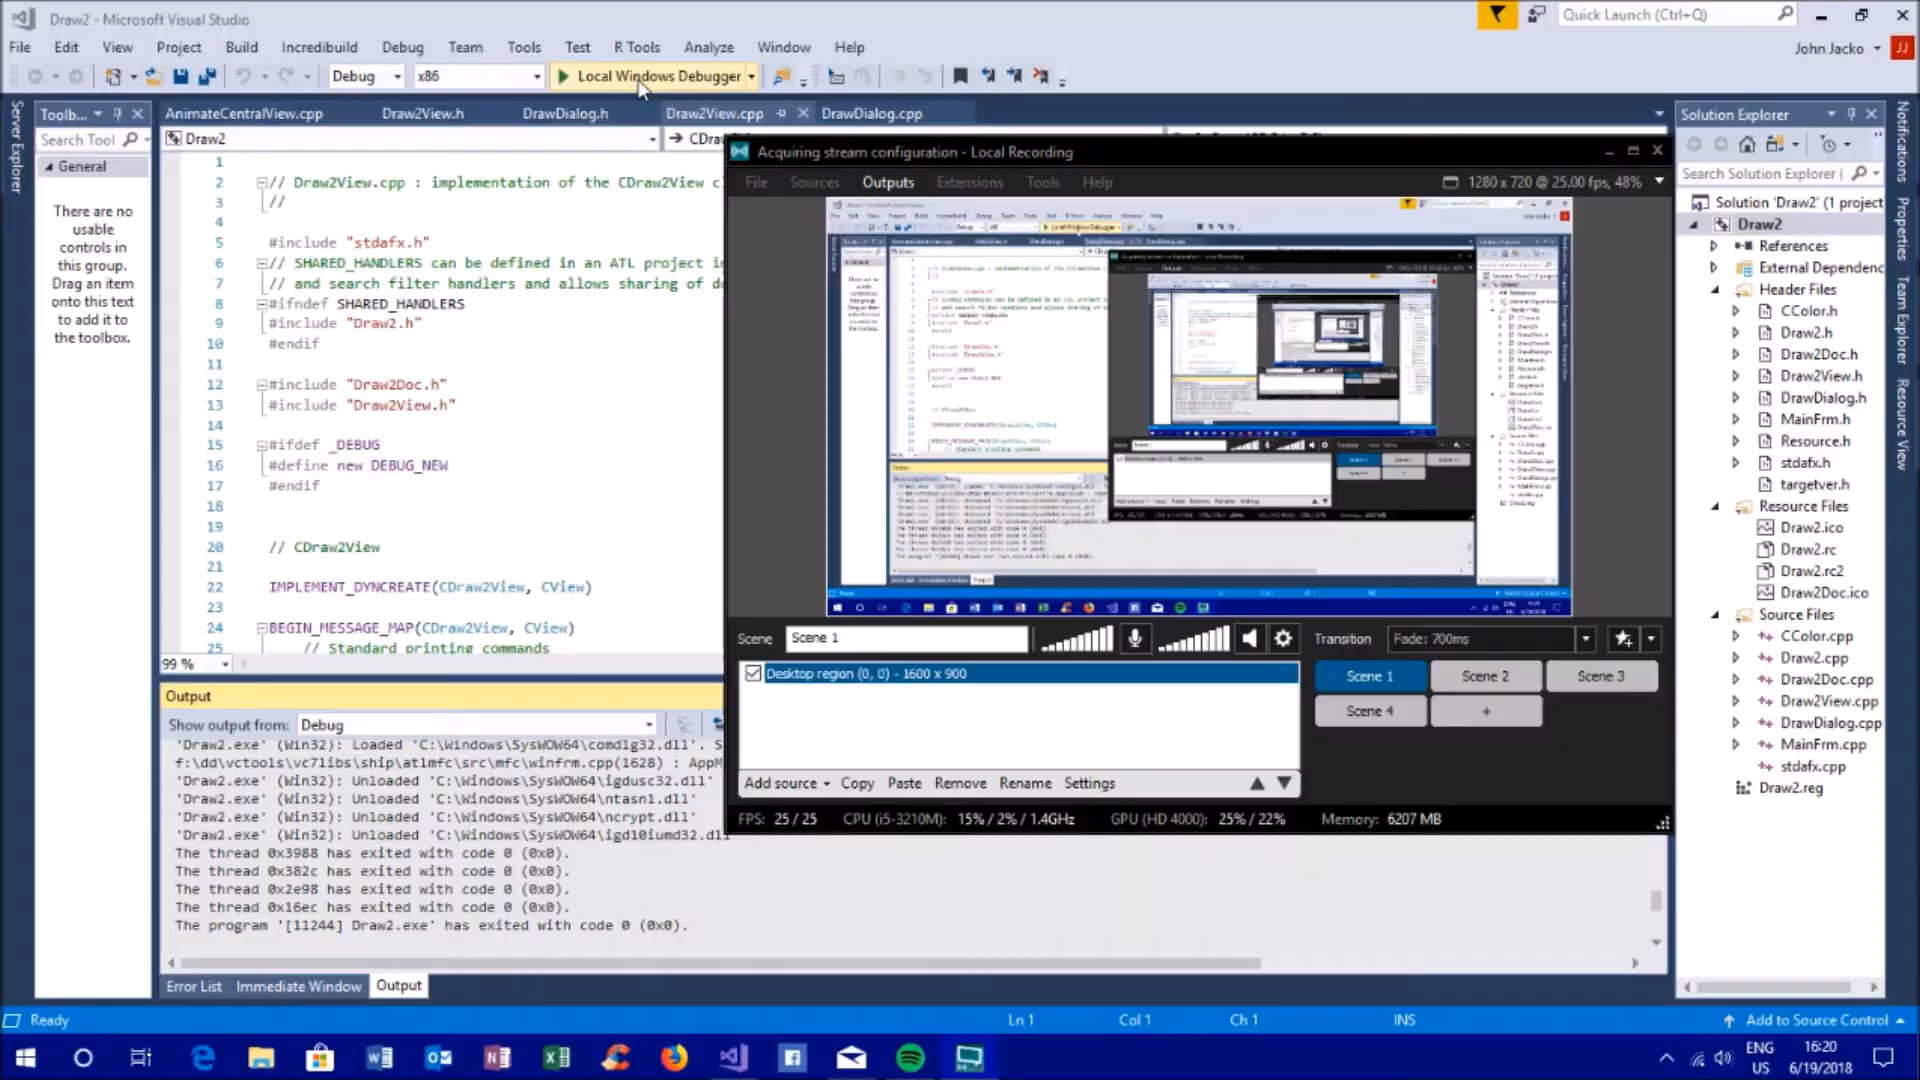 Draw2 - Microsoft Visual Studio
Quick Launch (Ctrl+Q)
File Edit View Project Build Incredibuild Debug Team Tools Test R Tools Analyze Window Help
John Jacko JJ
Debug x86 Local Windows Debugger
Server Explorer
Toolb...
Search Tool
General
There are no
usable
controls in
this group.
Drag an item
onto this text
to add it to
the toolbox.
AnimateCentralView.cpp Draw2View.h DrawDialog.h Draw2View.cpp DrawDialog.cpp
Draw2
1
2 // Draw2View.cpp : implementation of the CDraw2View c
3 //
4
5 #include "stdafx.h"
6 // SHARED_HANDLERS can be defined in an ATL project i
7 // and search filter handlers and allows sharing of d
8 #ifndef SHARED_HANDLERS
9 #include "Draw2.h"
10 #endif
11
12 #include "Draw2Doc.h"
13 #include "Draw2View.h"
14
15 #ifdef _DEBUG
16 #define new DEBUG_NEW
17 #endif
18
19
20 // CDraw2View
21
22 IMPLEMENT_DYNCREATE(CDraw2View, CView)
23
24 BEGIN_MESSAGE_MAP(CDraw2View, CView)
25 // Standard printing commands
99 %
Acquiring stream configuration - Local Recording
File Sources Outputs Extensions Tools Help
1280 x 720 @ 25.00 fps, 48%
Scene Scene 1
Transition Fade: 700ms
Desktop region (0, 0) - 1600 x 900
Scene 1 Scene 2 Scene 3
Scene 4 +
Add source Copy Paste Remove Rename Settings
FPS: 25 / 25 CPU (i5-3210M): 15% / 2% / 1.4GHz GPU (HD 4000): 25% / 22% Memory: 6207 MB
Output
Show output from: Debug
'Draw2.exe' (Win32): Loaded 'C:\Windows\SysWOW64\comdlg32.dll'. S
f:\dd\vctools\vc7libs\ship\atlmfc\src\mfc\winfrm.cpp(1628) : AppM
'Draw2.exe' (Win32): Unloaded 'C:\Windows\SysWOW64\igdusc32.dll'
'Draw2.exe' (Win32): Unloaded 'C:\Windows\SysWOW64\ntasn1.dll'
'Draw2.exe' (Win32): Unloaded 'C:\Windows\SysWOW64\ncrypt.dll'
'Draw2.exe' (Win32): Unloaded 'C:\Windows\SysWOW64\igd10iumd32.dll
The thread 0x3988 has exited with code 0 (0x0).
The thread 0x382c has exited with code 0 (0x0).
The thread 0x2e98 has exited with code 0 (0x0).
The thread 0x16ec has exited with code 0 (0x0).
The program '[11244] Draw2.exe' has exited with code 0 (0x0).
Error List Immediate Window Output
Solution Explorer
Search Solution Explorer (
Solution 'Draw2' (1 project
Draw2
References
External Dependenc
Header Files
CColor.h
Draw2.h
Draw2Doc.h
Draw2View.h
DrawDialog.h
MainFrm.h
Resource.h
stdafx.h
targetver.h
Resource Files
Draw2.ico
Draw2.rc
Draw2.rc2
Draw2Doc.ico
Source Files
CColor.cpp
Draw2.cpp
Draw2Doc.cpp
Draw2View.cpp
DrawDialog.cpp
MainFrm.cpp
stdafx.cpp
Draw2.reg
Notifications
Properties
Team Explorer
Resource View
Ready Ln 1 Col 1 Ch 1 INS Add to Source Control
ENG
US
16:20
6/19/2018